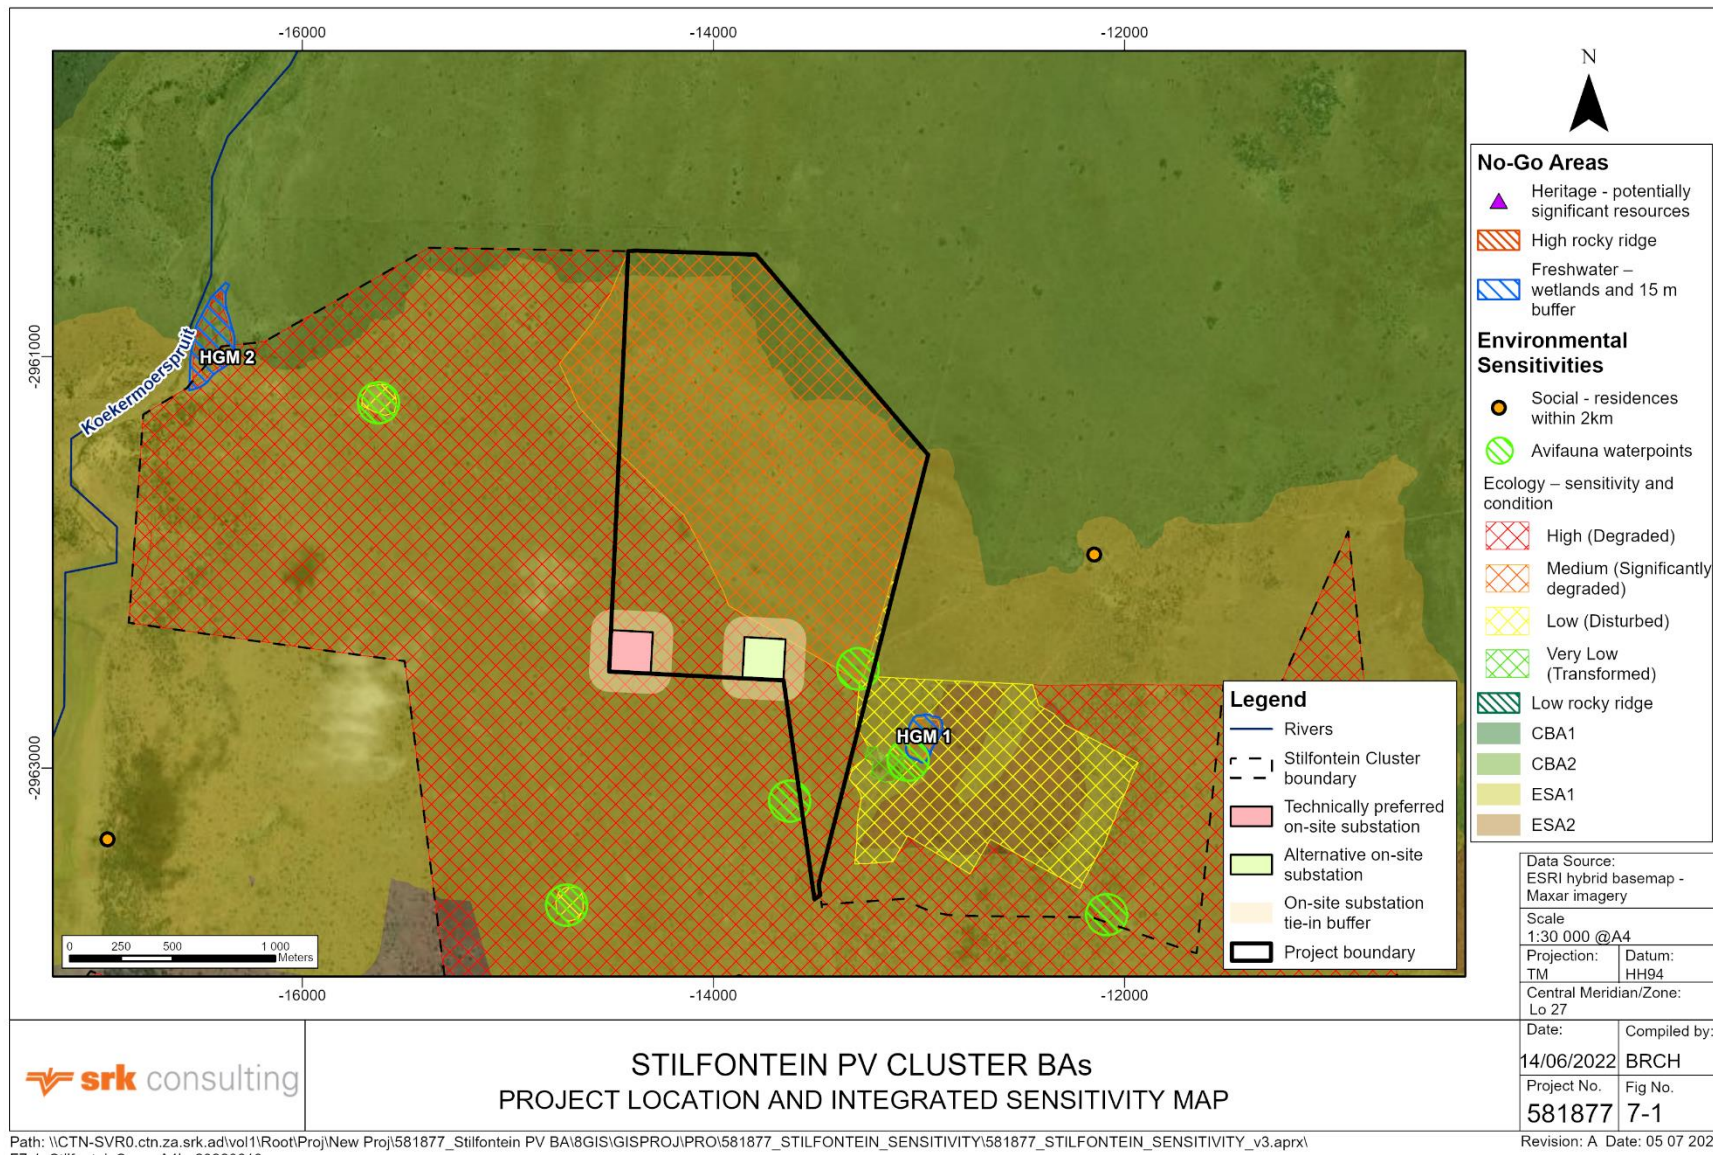 -16000
-14000
-12000
-2961000
-2963000
Koekermoerspruit
HGM 2
HGM 1
0 250 500 1 000
Meters
Legend
Rivers
Stilfontein Cluster
boundary
Technically preferred
on-site substation
Alternative on-site
substation
On-site substation
tie-in buffer
Project boundary
-16000
-14000
-12000
N
No-Go Areas
Heritage - potentially
significant resources
High rocky ridge
Freshwater –
wetlands and 15 m
buffer
Environmental
Sensitivities
Social - residences
within 2km
Avifauna waterpoints
Ecology – sensitivity and
condition
High (Degraded)
Medium (Significantly
degraded)
Low (Disturbed)
Very Low
(Transformed)
Low rocky ridge
CBA1
CBA2
ESA1
ESA2
Data Source:
ESRI hybrid basemap -
Maxar imagery
Scale
1:30 000 @A4
Projection: Datum:
TM HH94
Central Meridian/Zone:
Lo 27
Date: Compiled by:
14/06/2022 BRCH
Project No. Fig No.
581877 7-1
srk consulting
STILFONTEIN PV CLUSTER BAs
PROJECT LOCATION AND INTEGRATED SENSITIVITY MAP
Path: \\CTN-SVR0.ctn.za.srk.ad\vol1\Root\Proj\New Proj\581877_Stilfontein PV BA\8GIS\GISPROJ\PRO\581877_STILFONTEIN_SENSITIVITY\581877_STILFONTEIN_SENSITIVITY_v3.aprx\
Revision: A Date: 05 07 202